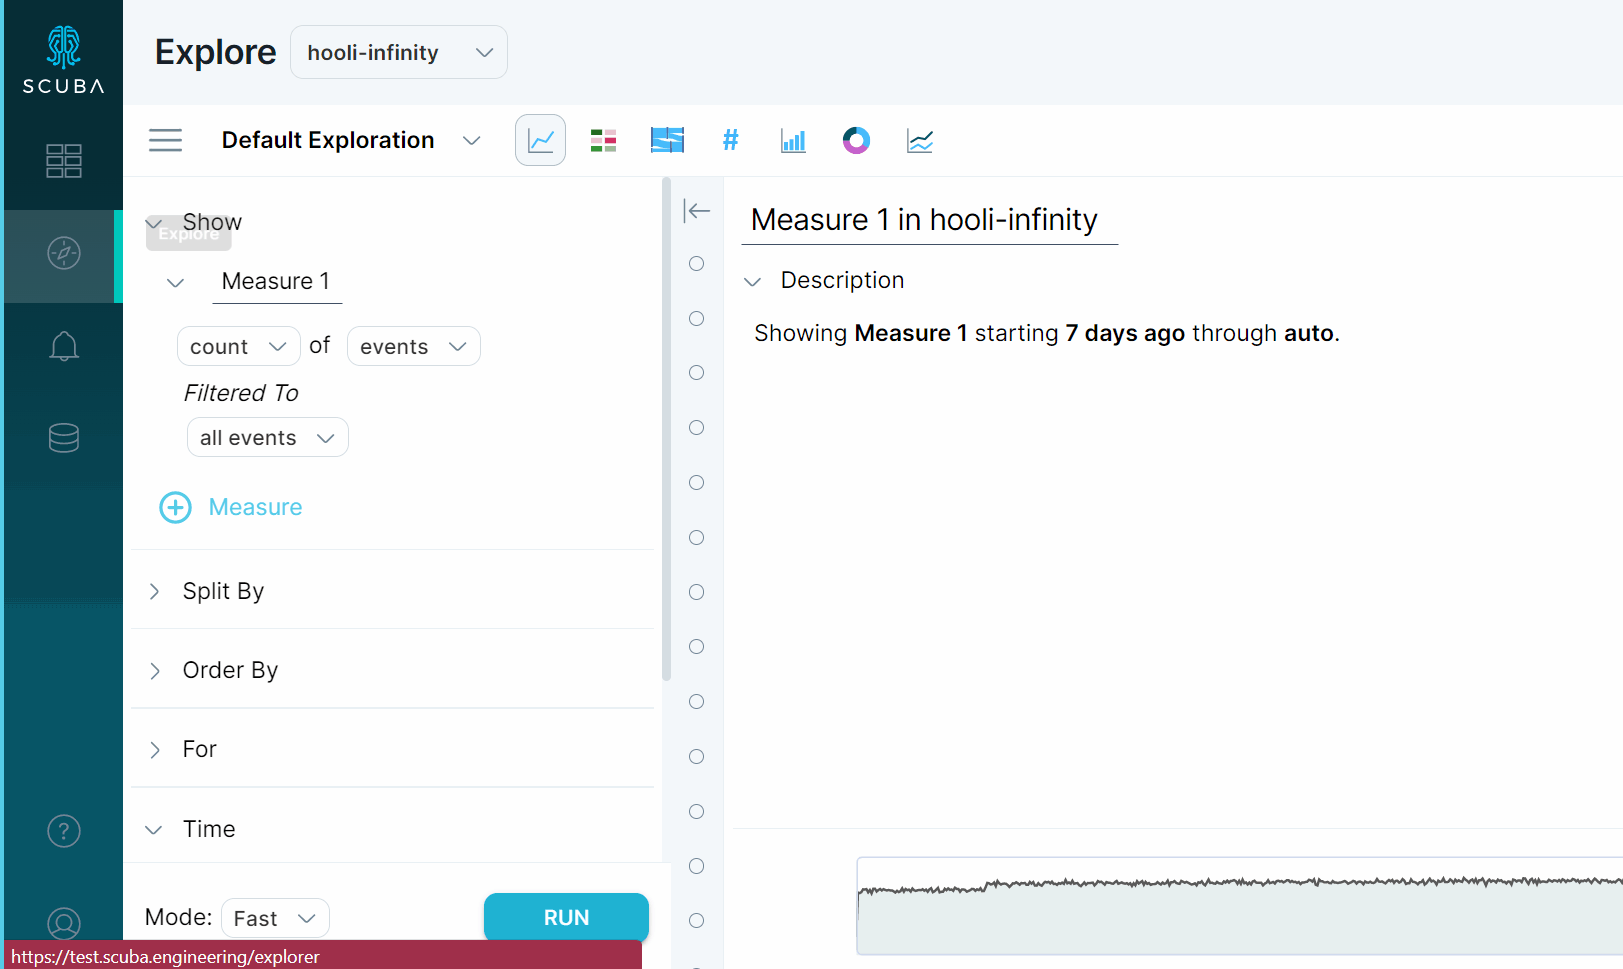 SCUBA
Explore
hooli-infinity
Default Exploration
#
Show
Explore
Measure 1
count of events
Filtered To
all events
Measure
Split By
Order By
For
Time
Mode: Fast
RUN
Measure 1 in hooli-infinity
Description
Showing Measure 1 starting 7 days ago through auto.
?
https://test.scuba.engineering/explorer